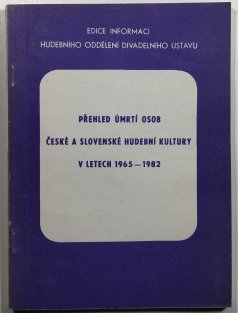 EDICE INFORMACÍ
HUDEBNÍHO ODDĚLENÍ DIVADELNÍHO ÚSTAVU
PŘEHLED ÚMRTÍ OSOB
ČESKÉ A SLOVENSKÉ HUDEBNÍ KULTURY
V LETECH 1965—1982